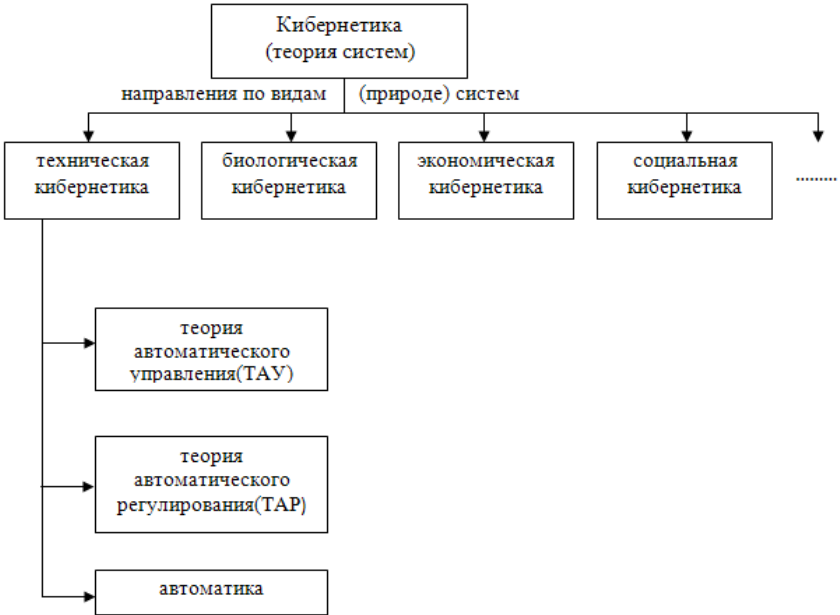 Кибернетика
(теория систем)
направления по видам (природе) систем
техническая
кибернетика
биологическая
кибернетика
экономическая
кибернетика
социальная
кибернетика
.........
теория
автоматического
управления(ТАУ)
теория
автоматического
регулирования(ТАР)
автоматика